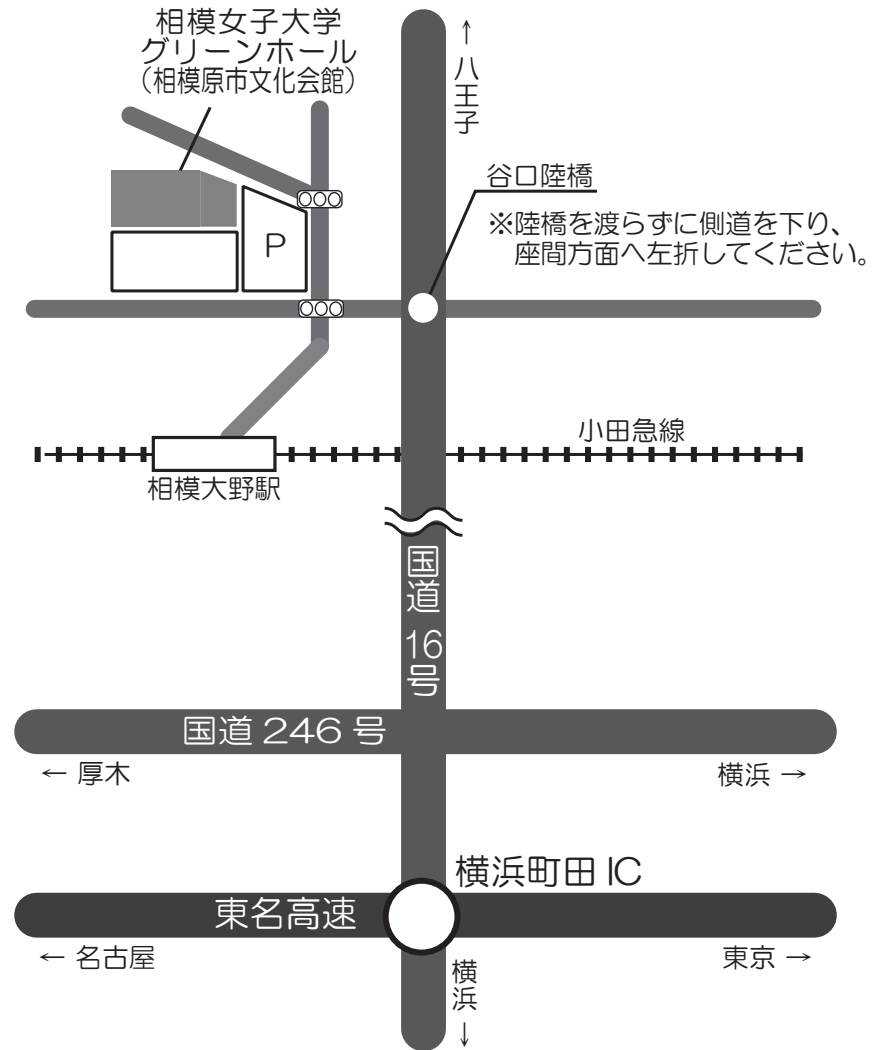 相模女子大学
グリーンホール
（相模原市文化会館）
↑
八王子
谷口陸橋
※陸橋を渡らずに側道を下り、
座間方面へ左折してください。
P
小田急線
相模大野駅
国道16号
国道 246 号
← 厚木
横浜 →
横浜町田 IC
東名高速
← 名古屋
東京 →
横浜
↓